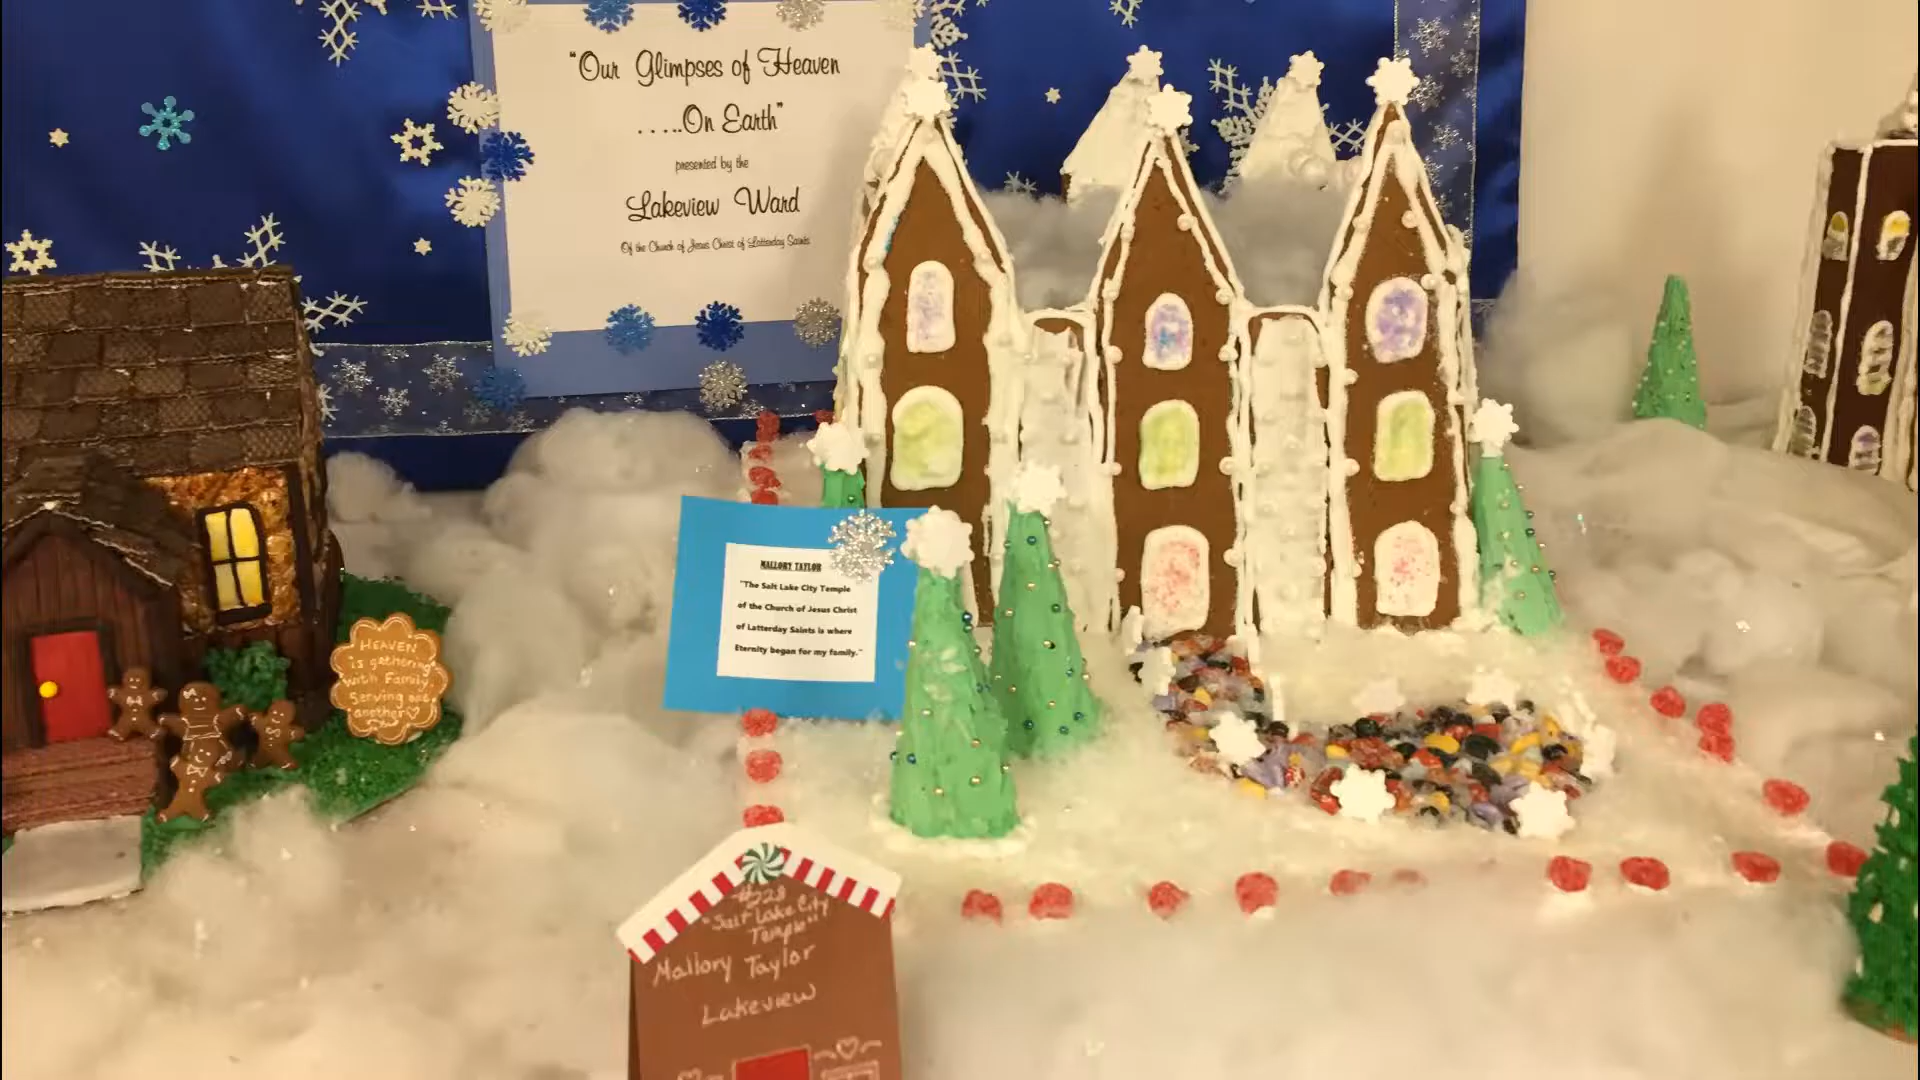 "Our Glimpses of Heaven
.....On Earth"
presented by the
Lakeview Ward
Of the Church of Jesus Christ of Latterday Saints
MALLORY TAYLOR
"The Salt Lake City Temple
of the Church of Jesus Christ
of Latterday Saints is where
Eternity began for my family."
HEAVEN
is gathering
with Family,
Serving one
another
#228
"Salt Lake City
Temple"
Mallory Taylor
Lakeview